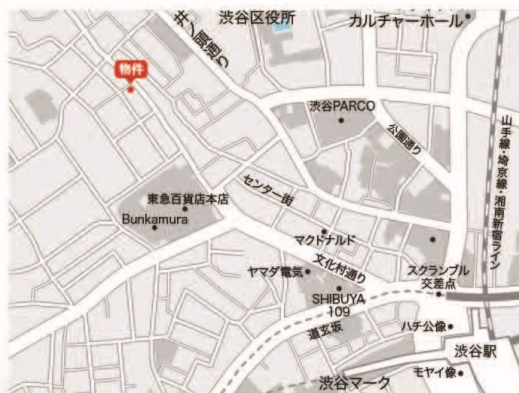 渋谷区役所
カルチャーホール
井ノ頭通り
物件
渋谷PARCO
公園通り
山手線・埼京線・湘南新宿ライン
センター街
東急百貨店本店
Bunkamura
マクドナルド
文化村通り
ヤマダ電気
スクランブル
交差点
SHIBUYA
109
道玄坂
ハチ公像
渋谷駅
渋谷マーク
モヤイ像